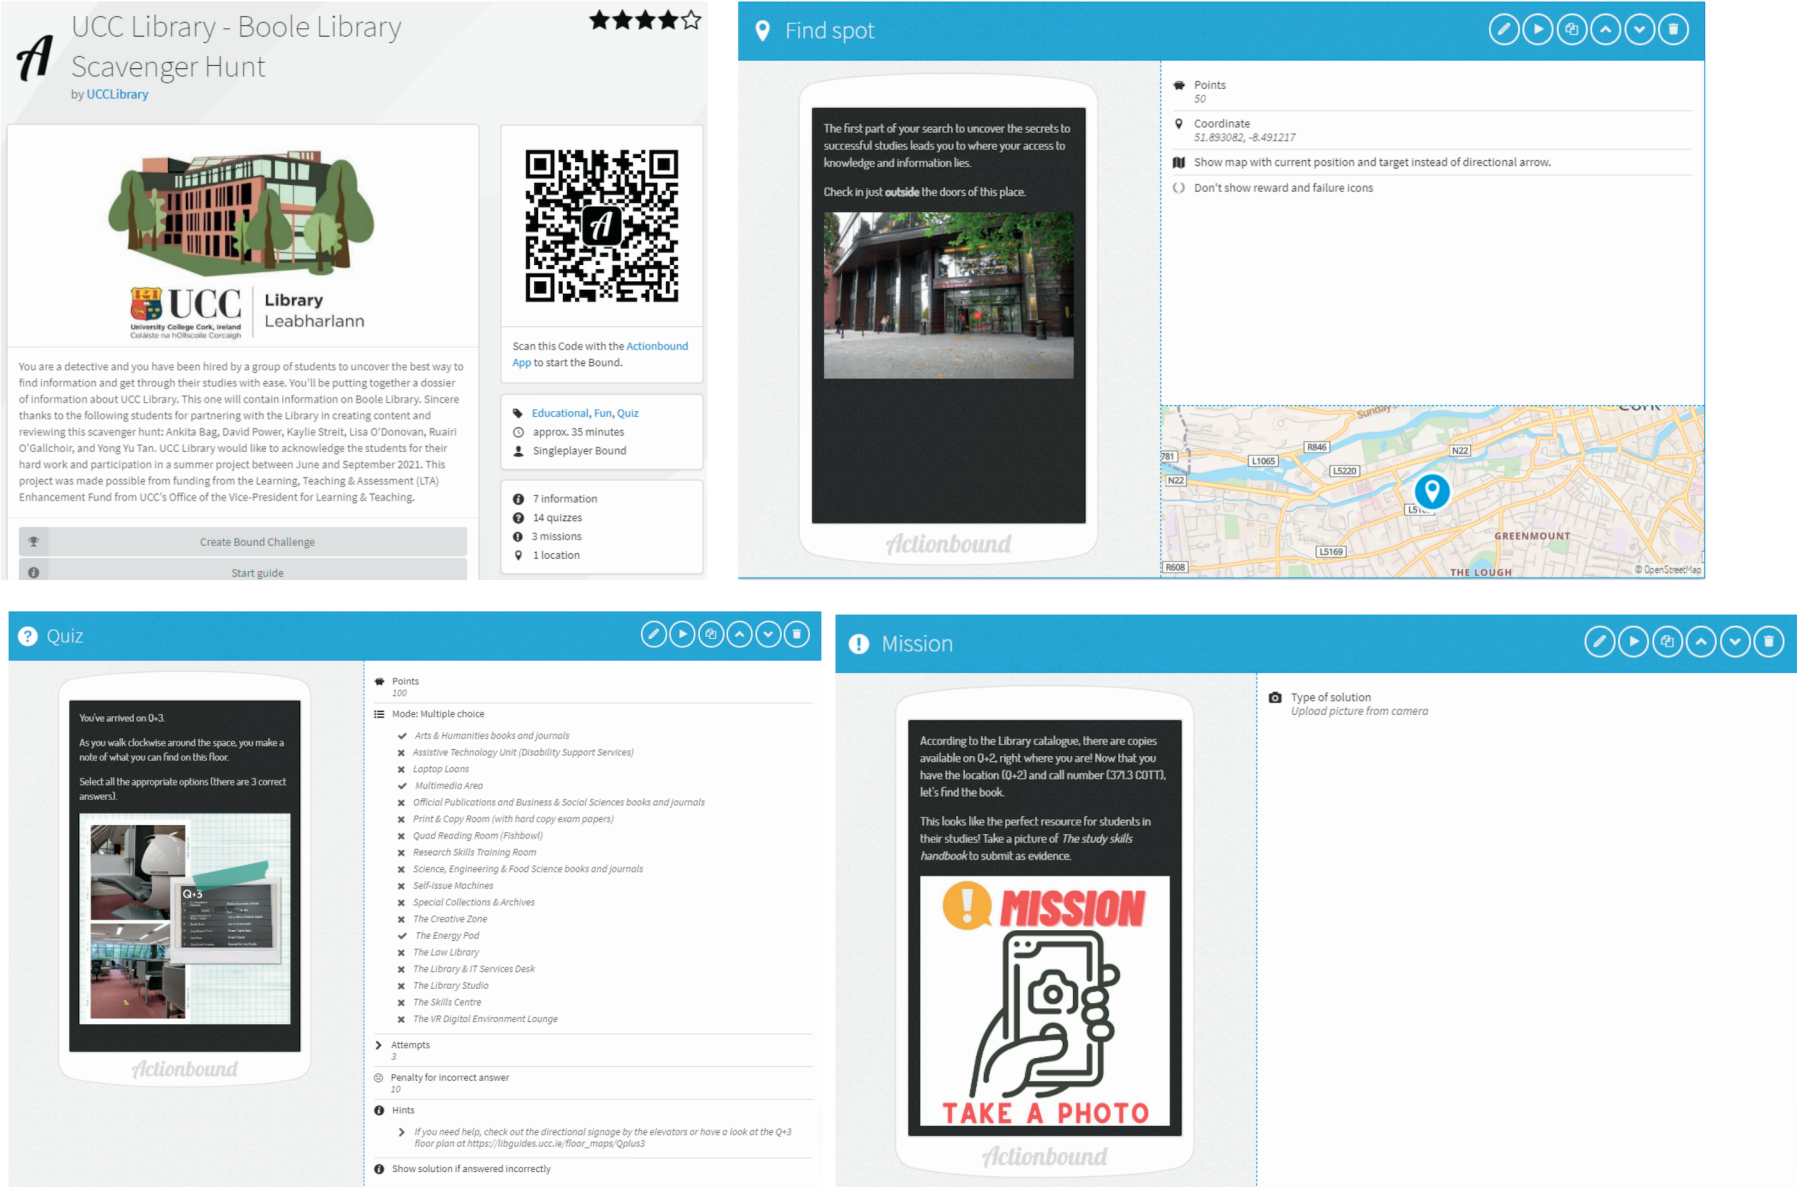 UCC Library - Boole Library
Scavenger Hunt
by UCCLibrary
UCC
University College Cork, Ireland
Coláiste na hOllscoile Corcaigh
Library
Leabharlann
You are a detective and you have been hired by a group of students to uncover the best way to
find information and get through their studies with ease. You'll be putting together a dossier
of information about UCC Library. This one will contain information on Boole Library. Sincere
thanks to the following students for partnering with the Library in creating content and
reviewing this scavenger hunt: Ankita Bag, David Power, Kaylie Streit, Lisa O'Donovan, Ruairi
O'Gallchoir, and Yong Yu Tan. UCC Library would like to acknowledge the students for their
hard work and participation in a summer project between June and September 2021. This
project was made possible from funding from the Learning, Teaching & Assessment (LTA)
Enhancement Fund from UCC's Office of the Vice-President for Learning & Teaching.
Create Bound Challenge
Start guide
Scan this Code with the Actionbound
App to start the Bound.
Educational, Fun, Quiz
approx. 35 minutes
Singleplayer Bound
7 information
14 quizzes
3 missions
1 location
Find spot
The first part of your search to uncover the secrets to
successful studies leads you to where your access to
knowledge and information lies.
Check in just outside the doors of this place.
Actionbound
Points
50
Coordinate
51.893082, -8.491217
Show map with current position and target instead of directional arrow.
Don't show reward and failure icons
Sunday
Cork
R846
781
L1065
N22
L5220
N22
GREENMOUNT
L5169
R608
THE LOUGH
© OpenStreetMap
Quiz
You've arrived on Q+3.
As you walk clockwise around the space, you make a
note of what you can find on this floor.
Select all the appropriate options (there are 3 correct
answers).
Q+3
Actionbound
Points
100
Mode: Multiple choice
Arts & Humanities books and journals
Assistive Technology Unit (Disability Support Services)
Laptop Loans
Multimedia Area
Official Publications and Business & Social Sciences books and journals
Print & Copy Room (with hard copy exam papers)
Quad Reading Room (Fishbowl)
Research Skills Training Room
Science, Engineering & Food Science books and journals
Self-issue Machines
Special Collections & Archives
The Creative Zone
The Energy Pod
The Law Library
The Library & IT Services Desk
The Library Studio
The Skills Centre
The VR Digital Environment Lounge
Attempts
3
Penalty for incorrect answer
10
Hints
If you need help, check out the directional signage by the elevators or have a look at the Q+3
floor plan at https://libguides.ucc.ie/floor_maps/Qplus3
Show solution if answered incorrectly
Mission
According to the Library catalogue, there are copies
available on Q+2, right where you are! Now that you
have the location (Q+2) and call number (371.3 COTT),
let's find the book.
This looks like the perfect resource for students in
their studies! Take a picture of The study skills
handbook to submit as evidence.
MISSION
TAKE A PHOTO
Actionbound
Type of solution
Upload picture from camera